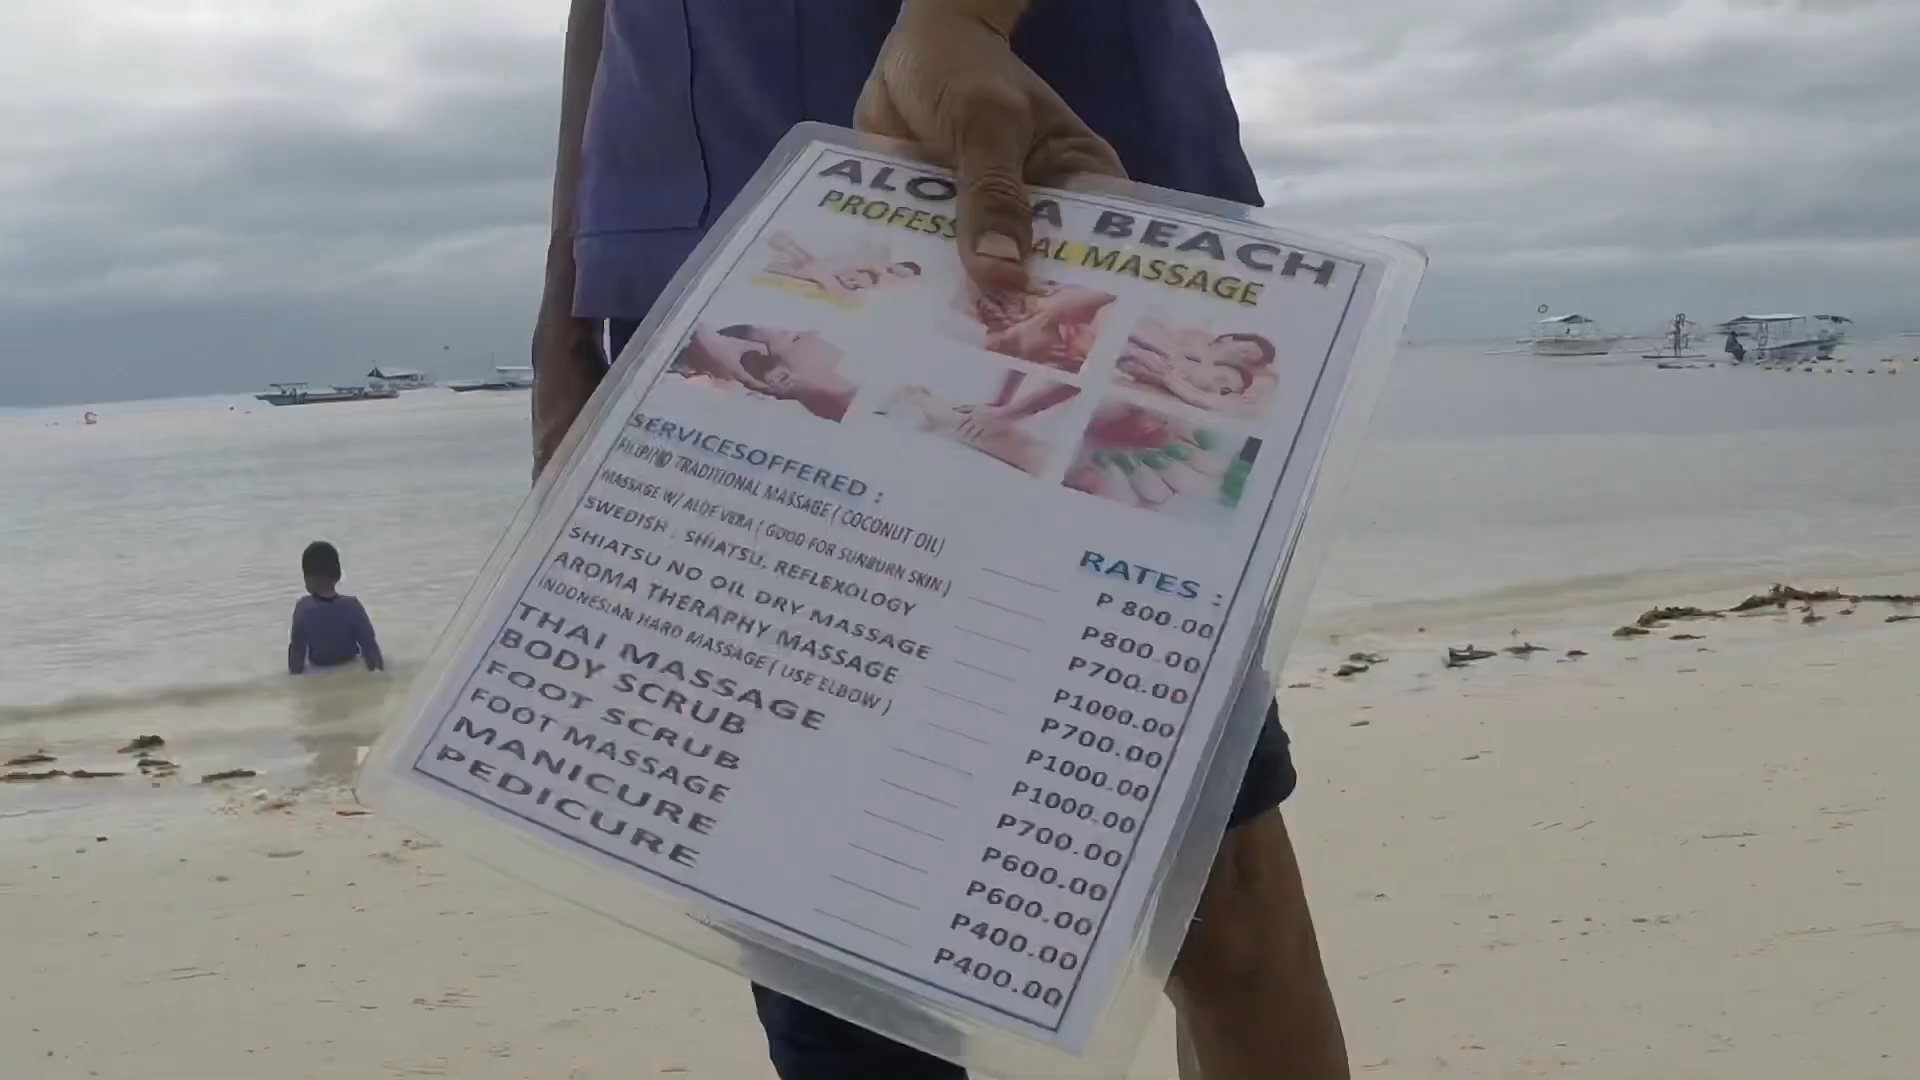 ALO A BEACH
PROFESS AL MASSAGE
SERVICESOFFERED :
RATES :
FILIPINO TRADITIONAL MASSAGE ( COCONUT OIL) P 800.00
MASSAGE W/ ALOE VERA ( GOOD FOR SUNBURN SKIN ) P800.00
SWEDISH , SHIATSU, REFLEXOLOGY P700.00
SHIATSU NO OIL DRY MASSAGE P1000.00
AROMA THERAPHY MASSAGE P700.00
INDONESIAN HARD MASSAGE ( USE ELBOW ) P1000.00
THAI MASSAGE P1000.00
BODY SCRUB P700.00
FOOT SCRUB P600.00
FOOT MASSAGE P600.00
MANICURE P400.00
PEDICURE P400.00